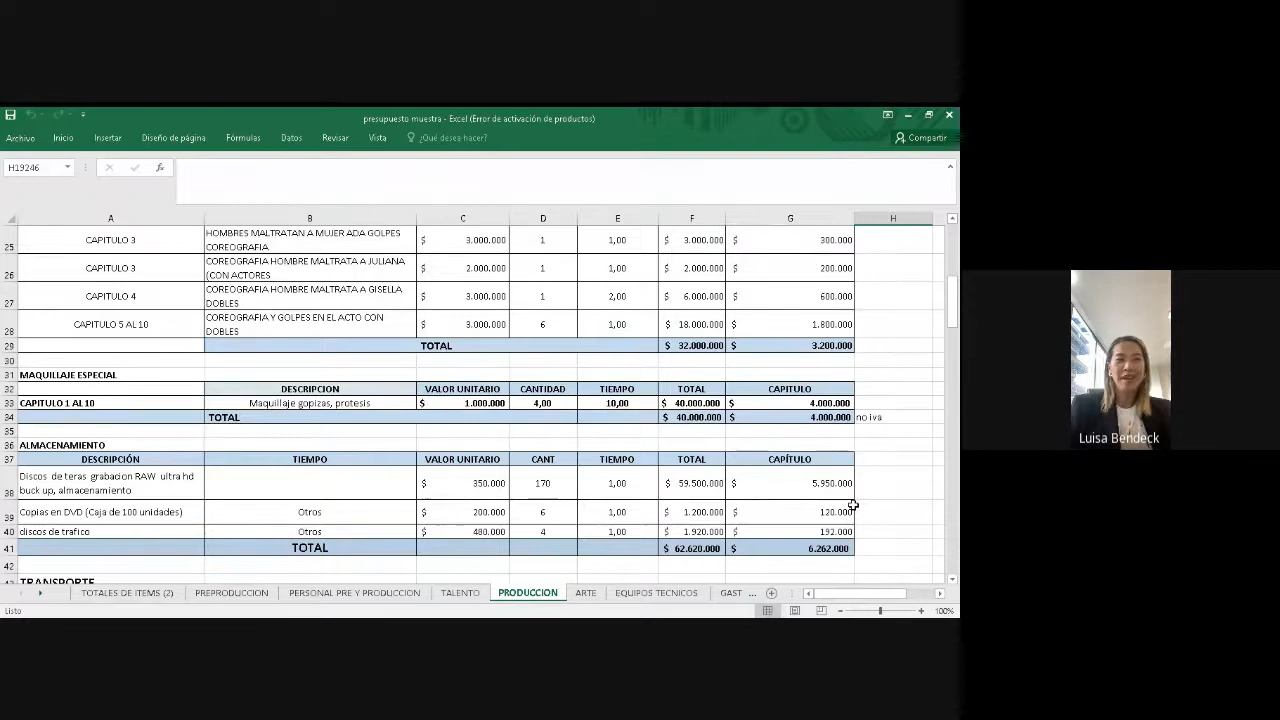 presupuesto muestra - Excel (Error de activación de productos)
Archivo Inicio Insertar Diseño de página Fórmulas Datos Revisar Vista ¿Qué desea hacer? Compartir
H19246 fx
A B C D E F G H
25 CAPITULO 3 HOMBRES MALTRATAN A MUJER ADA GOLPES $ 3.000.000 1 1,00 $ 3.000.000 $ 300.000
COREOGRAFIA
26 CAPITULO 3 COREOGRAFIA HOMBRE MALTRATA A JULIANA $ 2.000.000 1 1,00 $ 2.000.000 $ 200.000
(CON ACTORES
27 CAPITULO 4 COREOGRAFIA HOMBRE MALTRATA A GISELLA $ 3.000.000 1 2,00 $ 6.000.000 $ 600.000
DOBLES
28 CAPITULO 5 AL 10 COREOGRAFIA Y GOLPES EN EL ACTO CON $ 3.000.000 6 1,00 $ 18.000.000 $ 1.800.000
DOBLES
29 TOTAL $ 32.000.000 $ 3.200.000
30
31 MAQUILLAJE ESPECIAL
32 DESCRIPCION VALOR UNITARIO CANTIDAD TIEMPO TOTAL CAPITULO
33 CAPITULO 1 AL 10 Maquillaje gopizas, protesis $ 1.000.000 4,00 10,00 $ 40.000.000 $ 4.000.000
34 TOTAL $ 40.000.000 $ 4.000.000 no iva
35
36 ALMACENAMIENTO
37 DESCRIPCIÓN TIEMPO VALOR UNITARIO CANT TIEMPO TOTAL CAPÍTULO
38 Discos de teras grabacion RAW ultra hd $ 350.000 170 1,00 $ 59.500.000 $ 5.950.000
buck up, almacenamiento
39 Copias en DVD (Caja de 100 unidades) Otros $ 200.000 6 1,00 $ 1.200.000 $ 120.000
40 discos de trafico Otros $ 480.000 4 1,00 $ 1.920.000 $ 192.000
41 TOTAL $ 62.620.000 $ 6.262.000
42
TRANSPORTE
TOTALES DE ITEMS (2) PREPRODUCCION PERSONAL PRE Y PRODUCCION TALENTO PRODUCCION ARTE EQUIPOS TECNICOS GAST ...
Listo 100%
Luisa Bendeck